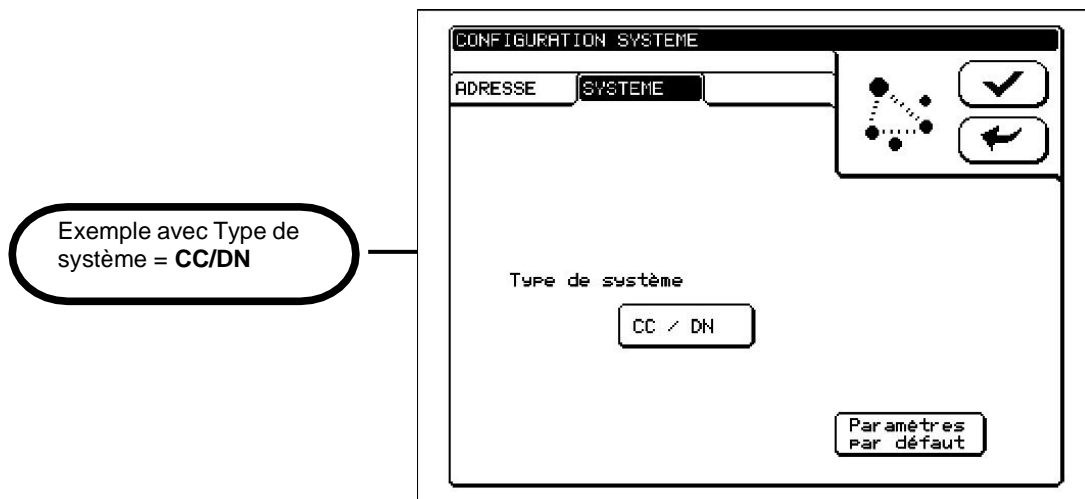 CONFIGURATION SYSTEME
ADRESSE
SYSTEME
Exemple avec Type de
système = CC/DN
Type de système
CC / DN
Paramètres
par défaut